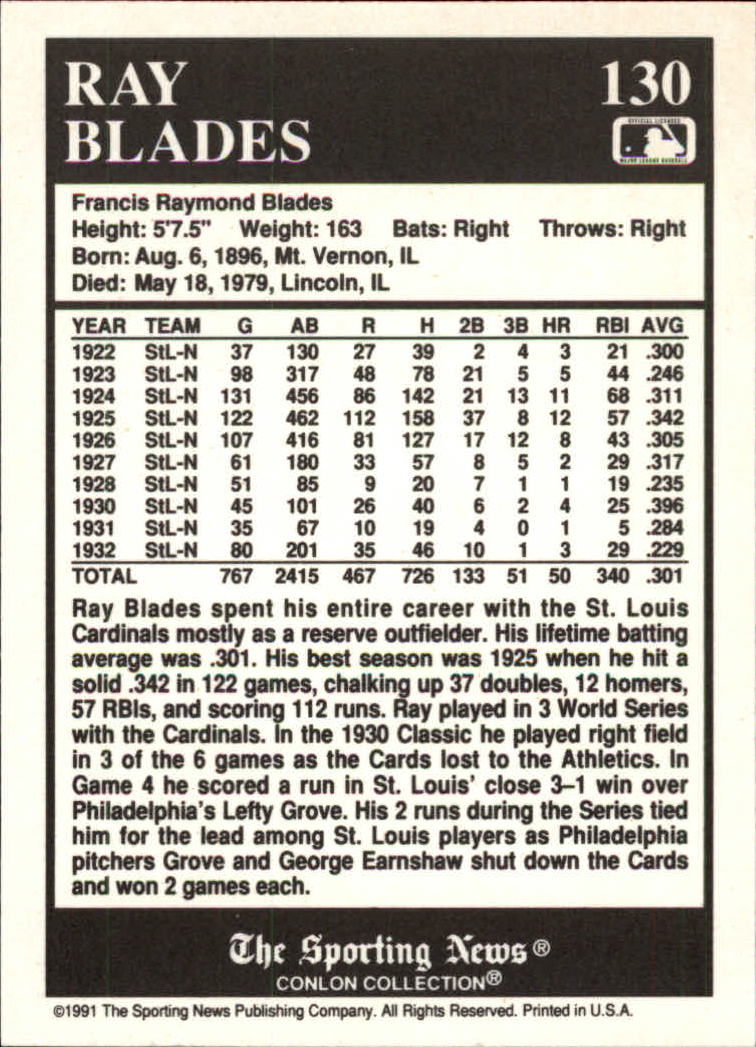 RAY
BLADES
130
OFFICIAL LICENSEE
MAJOR LEAGUE BASEBALL
Francis Raymond Blades
Height: 5'7.5" Weight: 163 Bats: Right Throws: Right
Born: Aug. 6, 1896, Mt. Vernon, IL
Died: May 18, 1979, Lincoln, IL
YEAR TEAM G AB R H 2B 3B HR RBI AVG
1922 StL-N 37 130 27 39 2 4 3 21 .300
1923 StL-N 98 317 48 78 21 5 5 44 .246
1924 StL-N 131 456 86 142 21 13 11 68 .311
1925 StL-N 122 462 112 158 37 8 12 57 .342
1926 StL-N 107 416 81 127 17 12 8 43 .305
1927 StL-N 61 180 33 57 8 5 2 29 .317
1928 StL-N 51 85 9 20 7 1 1 19 .235
1930 StL-N 45 101 26 40 6 2 4 25 .396
1931 StL-N 35 67 10 19 4 0 1 5 .284
1932 StL-N 80 201 35 46 10 1 3 29 .229
TOTAL 767 2415 467 726 133 51 50 340 .301
Ray Blades spent his entire career with the St. Louis
Cardinals mostly as a reserve outfielder. His lifetime batting
average was .301. His best season was 1925 when he hit a
solid .342 in 122 games, chalking up 37 doubles, 12 homers,
57 RBIs, and scoring 112 runs. Ray played in 3 World Series
with the Cardinals. In the 1930 Classic he played right field
in 3 of the 6 games as the Cards lost to the Athletics. In
Game 4 he scored a run in St. Louis' close 3–1 win over
Philadelphia's Lefty Grove. His 2 runs during the Series tied
him for the lead among St. Louis players as Philadelphia
pitchers Grove and George Earnshaw shut down the Cards
and won 2 games each.
The Sporting News®
CONLON COLLECTION®
©1991 The Sporting News Publishing Company. All Rights Reserved. Printed in U.S.A.